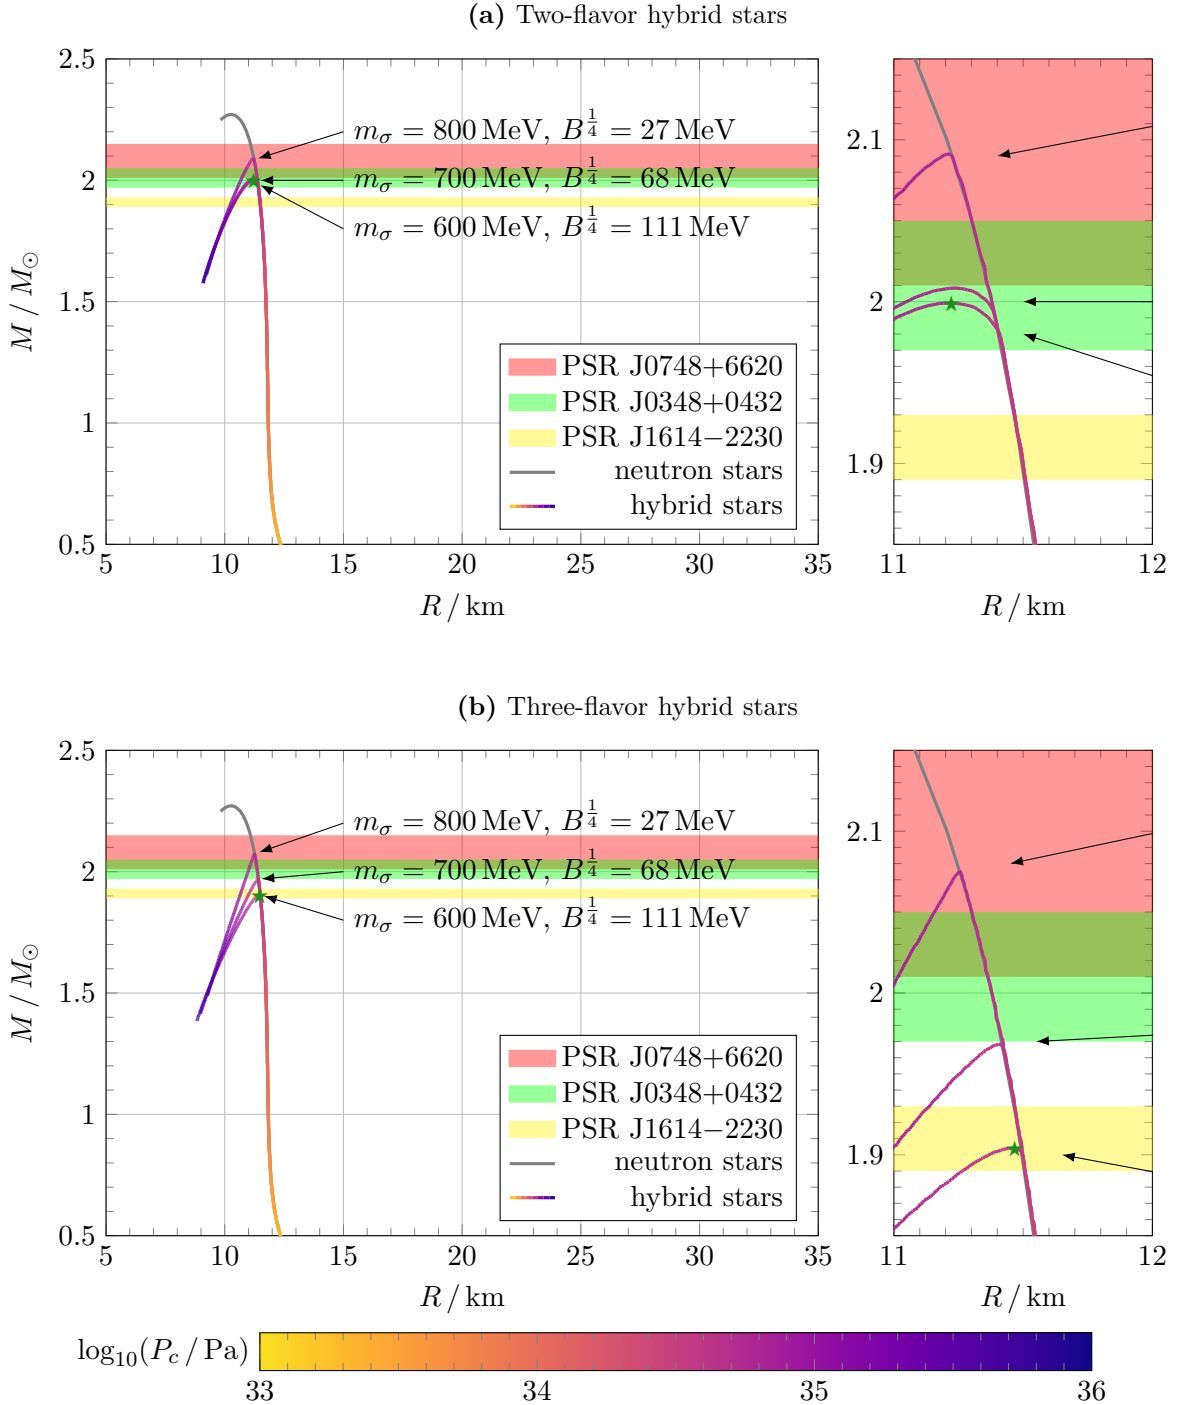 (a) Two-flavor hybrid stars
2.5
2
1.5
1
0.5
M / M⊙
5 10 15 20 25 30 35
R / km
mσ = 800 MeV, B^{1/4} = 27 MeV
mσ = 700 MeV, B^{1/4} = 68 MeV
mσ = 600 MeV, B^{1/4} = 111 MeV
PSR J0748+6620
PSR J0348+0432
PSR J1614−2230
neutron stars
hybrid stars
2.1
2
1.9
11 12
R / km
(b) Three-flavor hybrid stars
2.5
2
1.5
1
0.5
M / M⊙
5 10 15 20 25 30 35
R / km
mσ = 800 MeV, B^{1/4} = 27 MeV
mσ = 700 MeV, B^{1/4} = 68 MeV
mσ = 600 MeV, B^{1/4} = 111 MeV
PSR J0748+6620
PSR J0348+0432
PSR J1614−2230
neutron stars
hybrid stars
2.1
2
1.9
11 12
R / km
log₁₀(P_c / Pa)
33 34 35 36